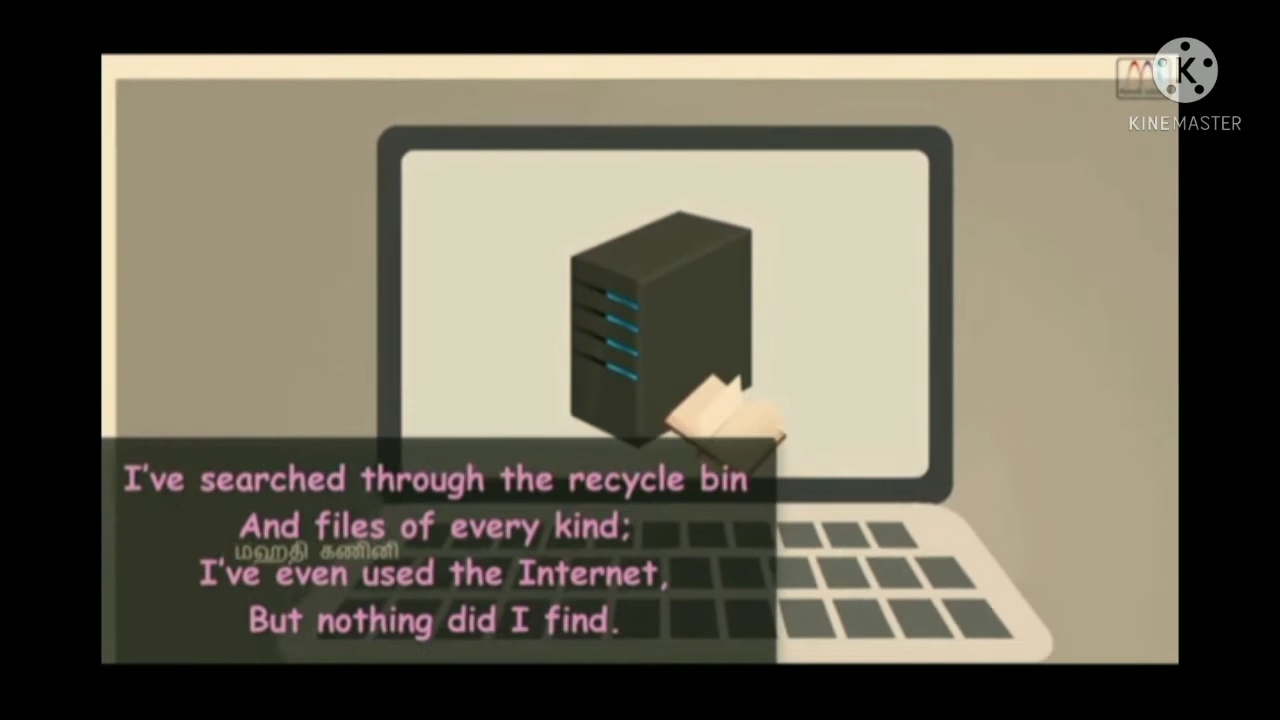 KINEMASTER
I've searched through the recycle bin
And files of every kind;
மஹதி கணினி
I've even used the Internet,
But nothing did I find.